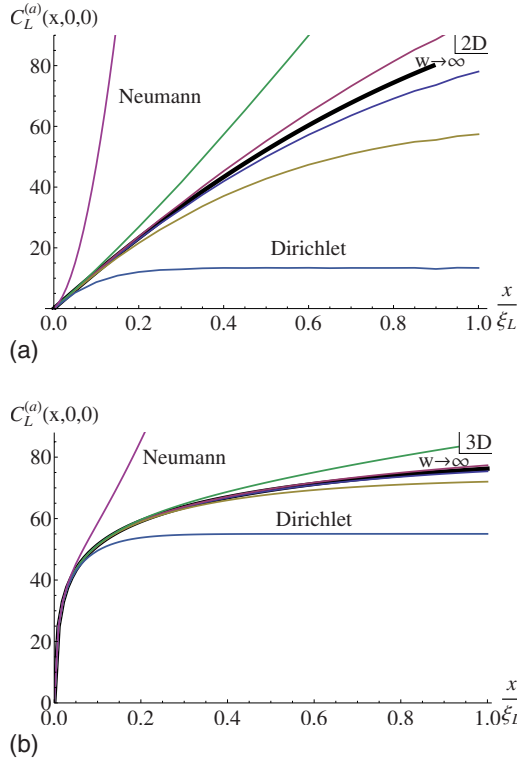 C_L^(a)(x,0,0)
2D
w→∞
80
Neumann
60
40
Dirichlet
20
x/ξ_L
0.0 0.2 0.4 0.6 0.8 1.0
(a)
C_L^(a)(x,0,0)
3D
w→∞
80
Neumann
60
Dirichlet
40
20
x/ξ_L
0
0.0 0.2 0.4 0.6 0.8 1.0
(b)